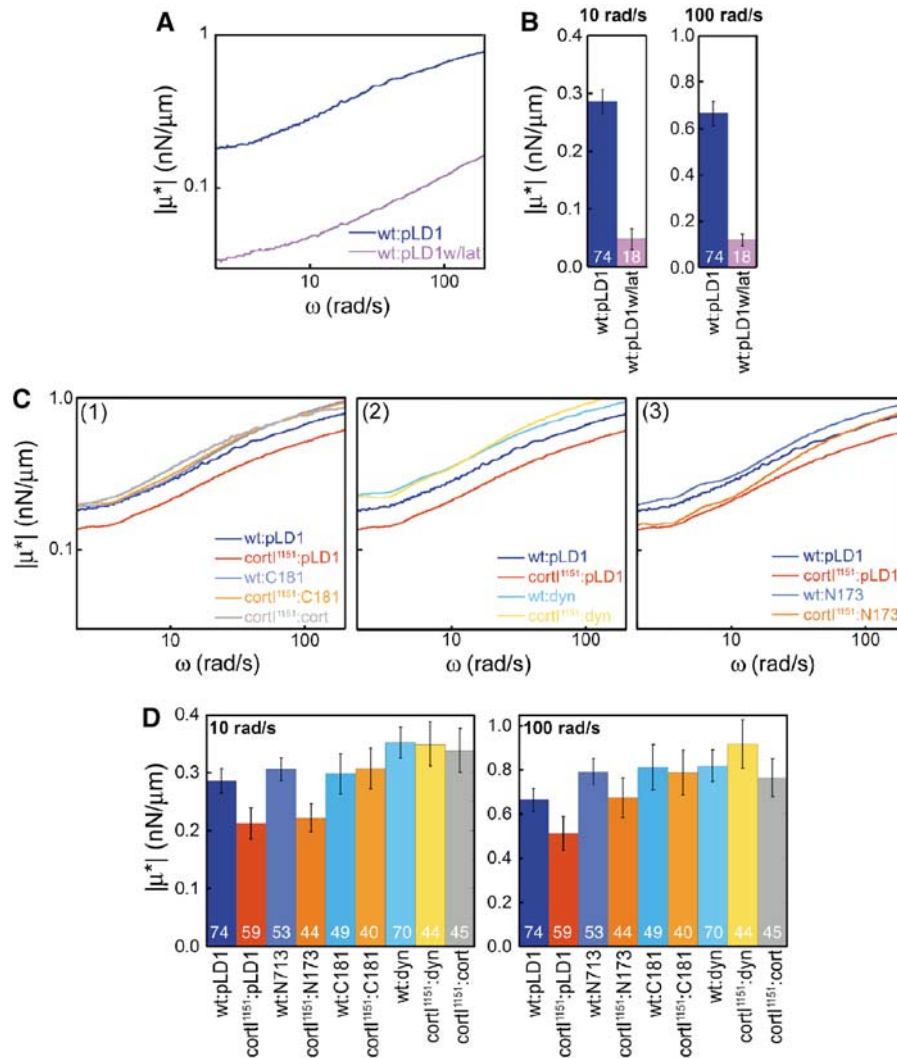 A
1
0.1
|μ*| (nN/μm)
wt:pLD1
wt:pLD1w/lat
10
100
ω (rad/s)
B
10 rad/s
100 rad/s
0.4
0.3
0.2
0.1
0.0
|μ*| (nN/μm)
74
18
wt:pLD1
wt:pLD1w/lat
1.0
0.8
0.6
0.4
0.2
0.0
74
18
wt:pLD1
wt:pLD1w/lat
C
1.0
0.1
|μ*| (nN/μm)
(1)
wt:pLD1
cortI¹¹⁵¹:pLD1
wt:C181
cortI¹¹⁵¹:C181
cortI¹¹⁵¹:cort
10
100
ω (rad/s)
(2)
wt:pLD1
cortI¹¹⁵¹:pLD1
wt:dyn
cortI¹¹⁵¹:dyn
10
100
ω (rad/s)
(3)
wt:pLD1
cortI¹¹⁵¹:pLD1
wt:N173
cortI¹¹⁵¹:N173
10
100
ω (rad/s)
D
10 rad/s
0.4
0.3
0.2
0.1
0.0
|μ*| (nN/μm)
74 59 53 44 49 40 70 44 45
wt:pLD1
cortI¹¹⁵¹:pLD1
wt:N713
cortI¹¹⁵¹:N173
wt:C181
cortI¹¹⁵¹:C181
wt:dyn
cortI¹¹⁵¹:dyn
cortI¹¹⁵¹:cort
100 rad/s
1.0
0.8
0.6
0.4
0.2
0.0
74 59 53 44 49 40 70 44 45
wt:pLD1
cortI¹¹⁵¹:pLD1
wt:N173
cortI¹¹⁵¹:N173
wt:C181
cortI¹¹⁵¹:C181
wt:dyn
cortI¹¹⁵¹:dyn
cortI¹¹⁵¹:cort